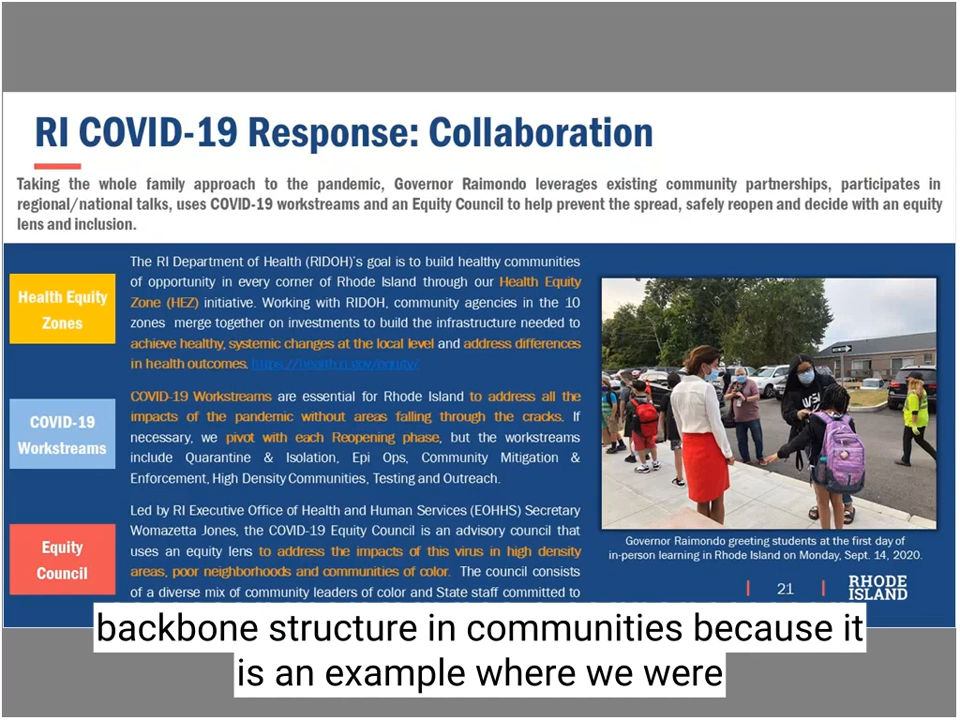 RI COVID-19 Response: Collaboration
Taking the whole family approach to the pandemic, Governor Raimondo leverages existing community partnerships, participates in
regional/national talks, uses COVID-19 workstreams and an Equity Council to help prevent the spread, safely reopen and decide with an equity
lens and inclusion.
Health Equity
Zones
The RI Department of Health (RIDOH)'s goal is to build healthy communities
of opportunity in every corner of Rhode Island through our Health Equity
Zone (HEZ) initiative. Working with RIDOH, community agencies in the 10
zones merge together on investments to build the infrastructure needed to
achieve healthy, systemic changes at the local level and address differences
in health outcomes. https://health.ri.gov/equity/
COVID-19
Workstreams
COVID-19 Workstreams are essential for Rhode Island to address all the
impacts of the pandemic without areas falling through the cracks. If
necessary, we pivot with each Reopening phase, but the workstreams
include Quarantine & Isolation, Epi Ops, Community Mitigation &
Enforcement, High Density Communities, Testing and Outreach.
Equity
Council
Led by RI Executive Office of Health and Human Services (EOHHS) Secretary
Womazetta Jones, the COVID-19 Equity Council is an advisory council that
uses an equity lens to address the impacts of this virus in high density
areas, poor neighborhoods and communities of color. The council consists
of a diverse mix of community leaders of color and State staff committed to
Governor Raimondo greeting students at the first day of
in-person learning in Rhode Island on Monday, Sept. 14, 2020.
21
RHODE
ISLAND
backbone structure in communities because it
is an example where we were